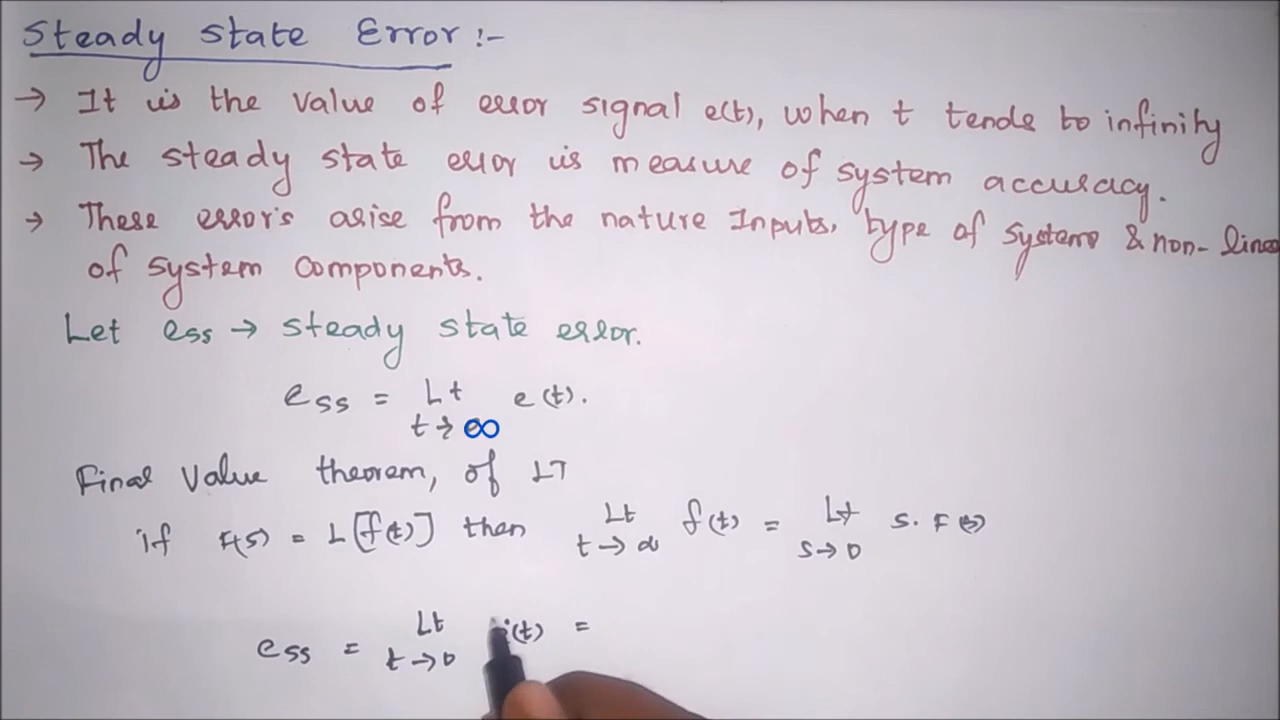 Steady State Error :-
→ It is the value of error signal e(t), when t tends to infinity
→ The steady state error is measure of system accuracy.
→ These error's arise from the nature Inputs, type of systems & non-linea
of system components.
Let ess → steady state error.
ess = Lt e(t).
t→∞
Final Value theorem, of LT
if F(s) = L[f(t)] then Lt f(t) = Lt s. F(s)
t→∞ s→0
ess = Lt (t) =
t→0